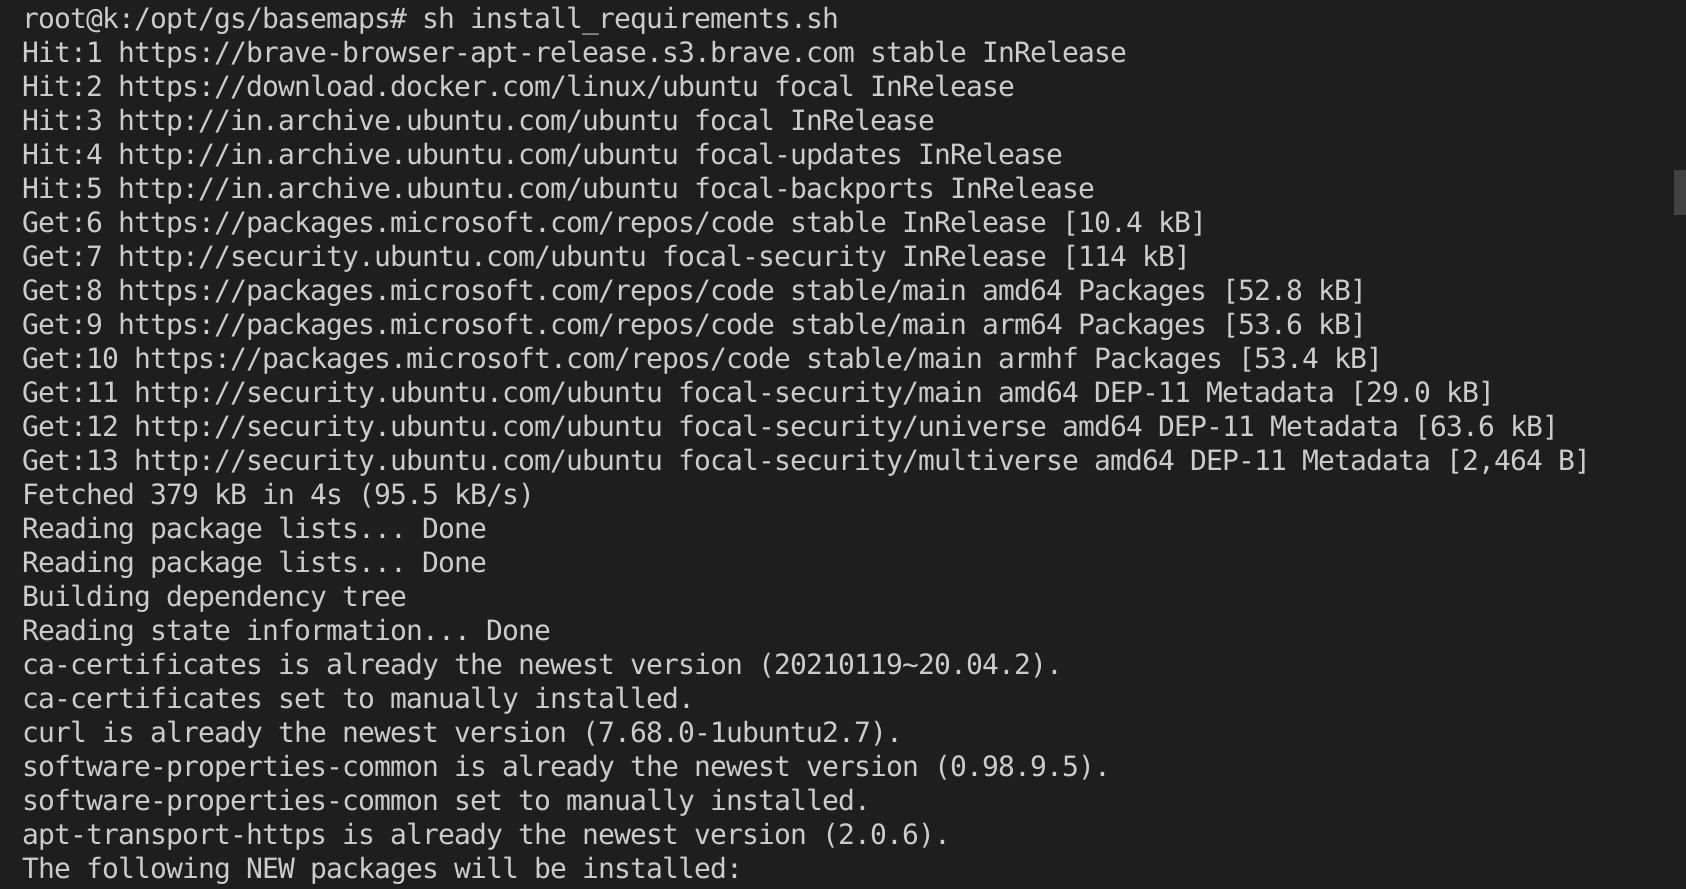 root@k:/opt/gs/basemaps# sh install_requirements.sh
Hit:1 https://brave-browser-apt-release.s3.brave.com stable InRelease
Hit:2 https://download.docker.com/linux/ubuntu focal InRelease
Hit:3 http://in.archive.ubuntu.com/ubuntu focal InRelease
Hit:4 http://in.archive.ubuntu.com/ubuntu focal-updates InRelease
Hit:5 http://in.archive.ubuntu.com/ubuntu focal-backports InRelease
Get:6 https://packages.microsoft.com/repos/code stable InRelease [10.4 kB]
Get:7 http://security.ubuntu.com/ubuntu focal-security InRelease [114 kB]
Get:8 https://packages.microsoft.com/repos/code stable/main amd64 Packages [52.8 kB]
Get:9 https://packages.microsoft.com/repos/code stable/main arm64 Packages [53.6 kB]
Get:10 https://packages.microsoft.com/repos/code stable/main armhf Packages [53.4 kB]
Get:11 http://security.ubuntu.com/ubuntu focal-security/main amd64 DEP-11 Metadata [29.0 kB]
Get:12 http://security.ubuntu.com/ubuntu focal-security/universe amd64 DEP-11 Metadata [63.6 kB]
Get:13 http://security.ubuntu.com/ubuntu focal-security/multiverse amd64 DEP-11 Metadata [2,464 B]
Fetched 379 kB in 4s (95.5 kB/s)
Reading package lists... Done
Reading package lists... Done
Building dependency tree
Reading state information... Done
ca-certificates is already the newest version (20210119~20.04.2).
ca-certificates set to manually installed.
curl is already the newest version (7.68.0-1ubuntu2.7).
software-properties-common is already the newest version (0.98.9.5).
software-properties-common set to manually installed.
apt-transport-https is already the newest version (2.0.6).
The following NEW packages will be installed: